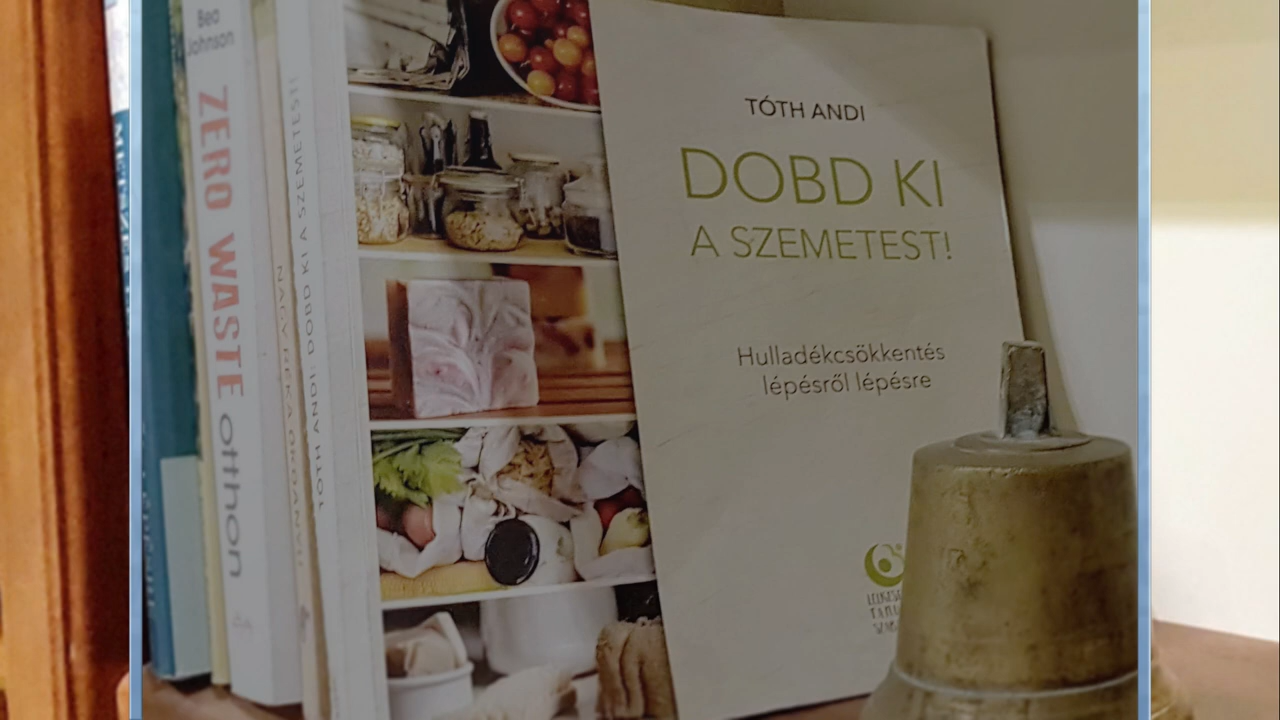 Bea
Johnson
ZERO WASTE otthon
TÓTH ANDI: DOBD KI A SZEMETEST!
TÓTH ANDI
DOBD KI
A SZEMETEST!
Hulladékcsökkentés
lépésről lépésre